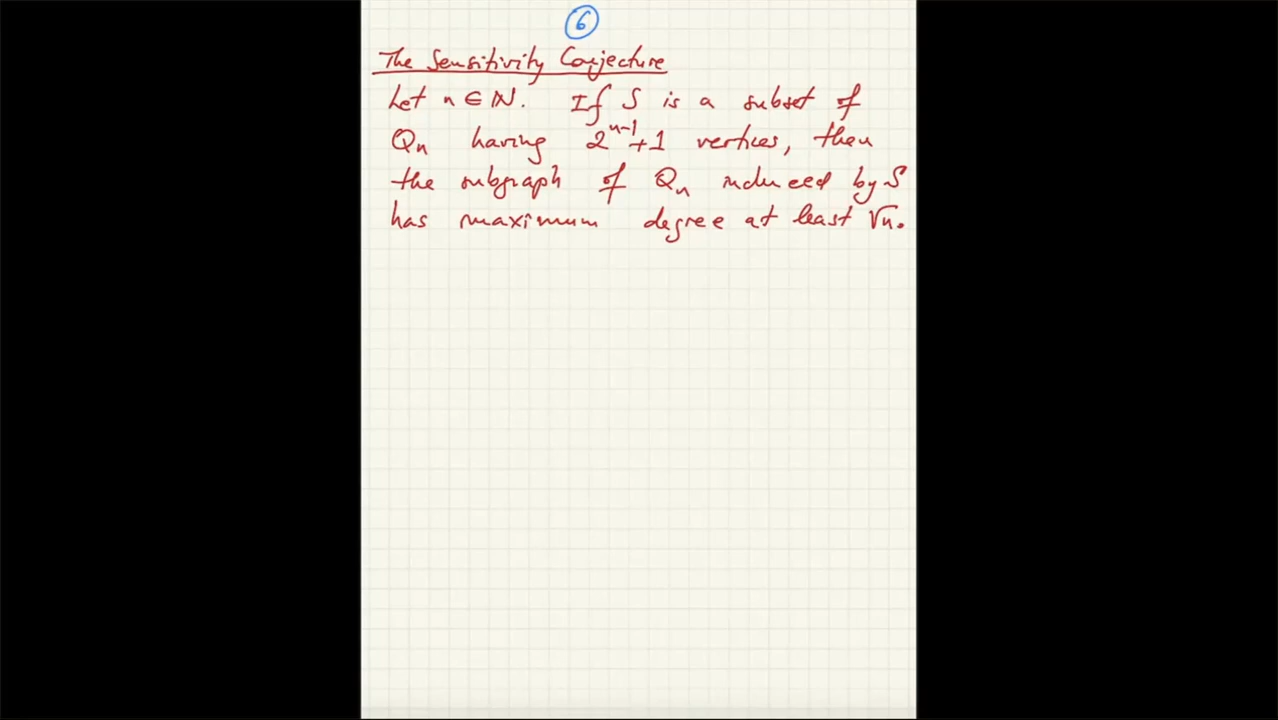 6
The Sensitivity Conjecture
Let n ∈ ℕ. If S is a subset of
Qₙ having 2ⁿ⁻¹+1 vertices, then
the subgraph of Qₙ induced by S
has maximum degree at least √n.